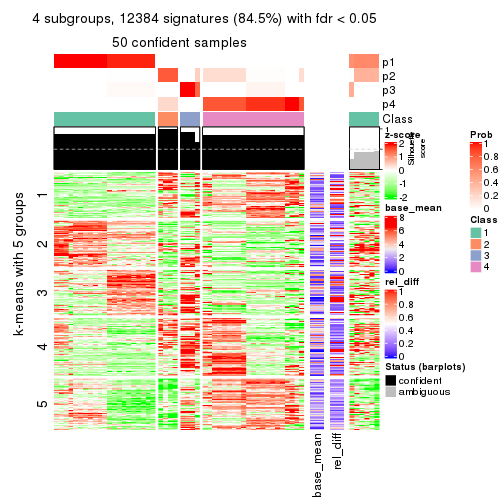 4 subgroups, 12384 signatures (84.5%) with fdr < 0.05
50 confident samples
p1
p2
p3
p4
Class
1
Silhouette
score
k-means with 5 groups
1
2
3
4
5
base_mean
rel_diff
z-score
2
1
0
-1
-2
base_mean
8
6
4
2
0
rel_diff
1
0.8
0.6
0.4
0.2
0
Status (barplots)
confident
ambiguous
Prob
1
0.8
0.6
0.4
0.2
0
Class
1
2
3
4